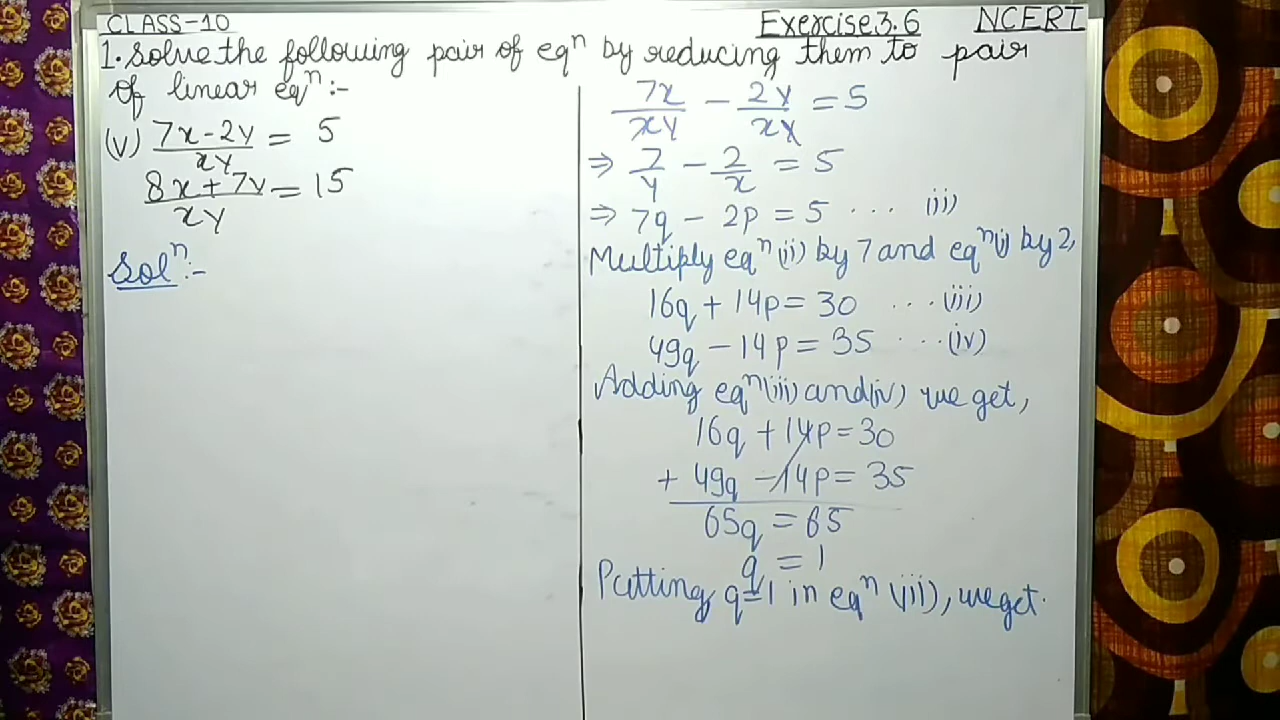 CLASS-10 Exercise 3.6 NCERT
1. Solve the following pair of eqⁿ by reducing them to pair
of linear eqⁿ:-
(v) 7x-2y/xy = 5
8x+7y/xy = 15
Solⁿ:-
7x/xy - 2y/xy = 5
⇒ 7/y - 2/x = 5
⇒ 7q - 2p = 5 ... (ii)
Multiply eqⁿ (ii) by 7 and eqⁿ(i) by 2,
16q + 14p = 30 ... (iii)
49q - 14p = 35 ... (iv)
Adding eqⁿ(iii) and (iv) we get,
16q + 14p = 30
+ 49q - 14p = 35
65q = 65
q = 1
Putting q=1 in eqⁿ (iii), we get.